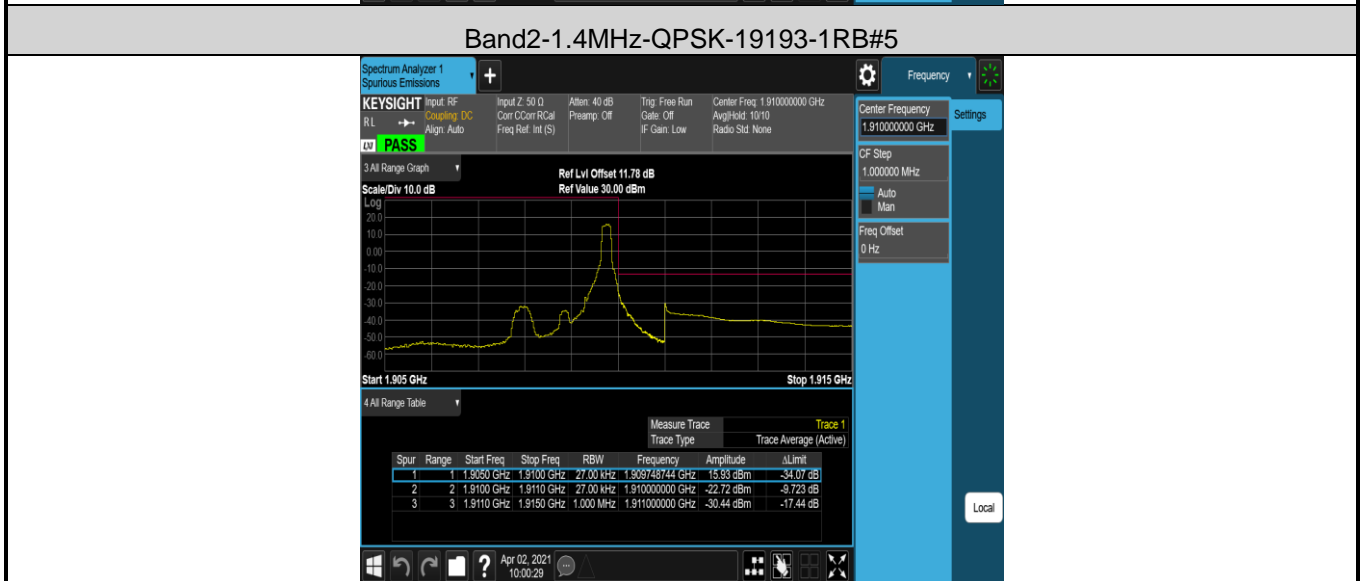 Band2-1.4MHz-QPSK-19193-1RB#5
Spectrum Analyzer 1
Spurious Emissions
+
Frequency
KEYSIGHT
Input: RF
Coupling: DC
Align: Auto
Input Z: 50 Ω
Corr CCorr RCal
Freq Ref: Int (S)
Atten: 40 dB
Preamp: Off
Trig: Free Run
Gate: Off
IF Gain: Low
Center Freq: 1.910000000 GHz
Avg|Hold: 10/10
Radio Std: None
RL
LXI PASS
Center Frequency
1.910000000 GHz
Settings
CF Step
1.000000 MHz
Auto
Man
Freq Offset
0 Hz
3 All Range Graph
Ref Lvl Offset 11.78 dB
Scale/Div 10.0 dB
Ref Value 30.00 dBm
Log
20.0
10.0
0.00
-10.0
-20.0
-30.0
-40.0
-50.0
-60.0
Start 1.905 GHz
Stop 1.915 GHz
4 All Range Table
Measure Trace Trace 1
Trace Type Trace Average (Active)
Spur Range Start Freq Stop Freq RBW Frequency Amplitude ΔLimit
1 1 1.9050 GHz 1.9100 GHz 27.00 kHz 1.909748744 GHz 15.93 dBm -34.07 dB
2 2 1.9100 GHz 1.9110 GHz 27.00 kHz 1.910000000 GHz -22.72 dBm -9.723 dB
3 3 1.9110 GHz 1.9150 GHz 1.000 MHz 1.911000000 GHz -30.44 dBm -17.44 dB
Local
?
Apr 02, 2021
10:00:29